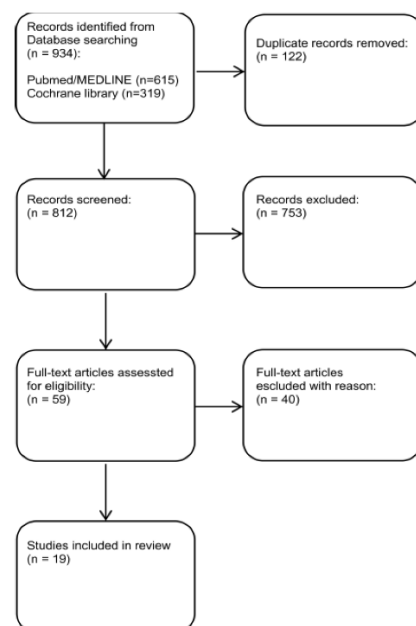 Records identified from
Database searching
(n = 934):
Pubmed/MEDLINE (n=615)
Cochrane library (n=319)
Duplicate records removed:
(n = 122)
Records screened:
(n = 812)
Records excluded:
(n = 753)
Full-text articles assessted
for eligibility:
(n = 59)
Full-text articles
escluded with reason:
(n = 40)
Studies included in review
(n = 19)